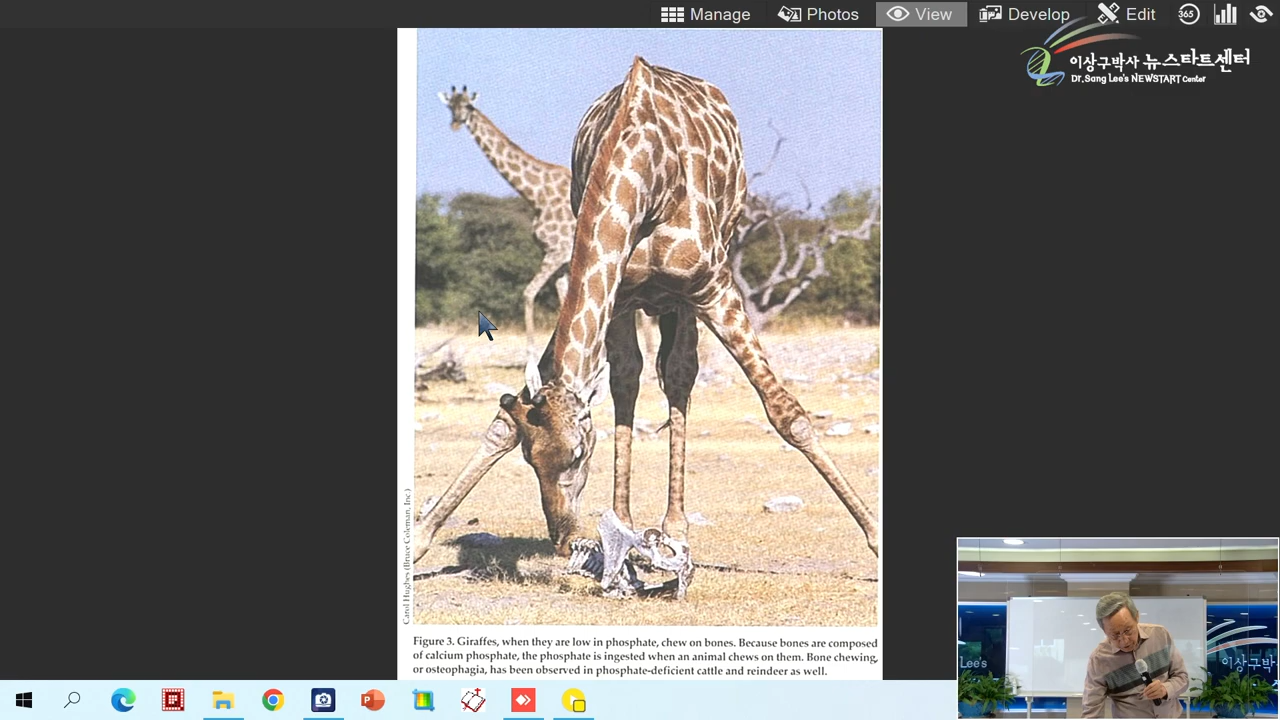 Manage
Photos
View
Develop
Edit
365
이상구박사 뉴스타트센터
Dr.Sang Lee's NEWSTART Center
Carol Hughes (Bruce Coleman, Inc.)
Figure 3. Giraffes, when they are low in phosphate, chew on bones. Because bones are composed
of calcium phosphate, the phosphate is ingested when an animal chews on them. Bone chewing,
or osteophagia, has been observed in phosphate-deficient cattle and reindeer as well.
Lee's
이상구